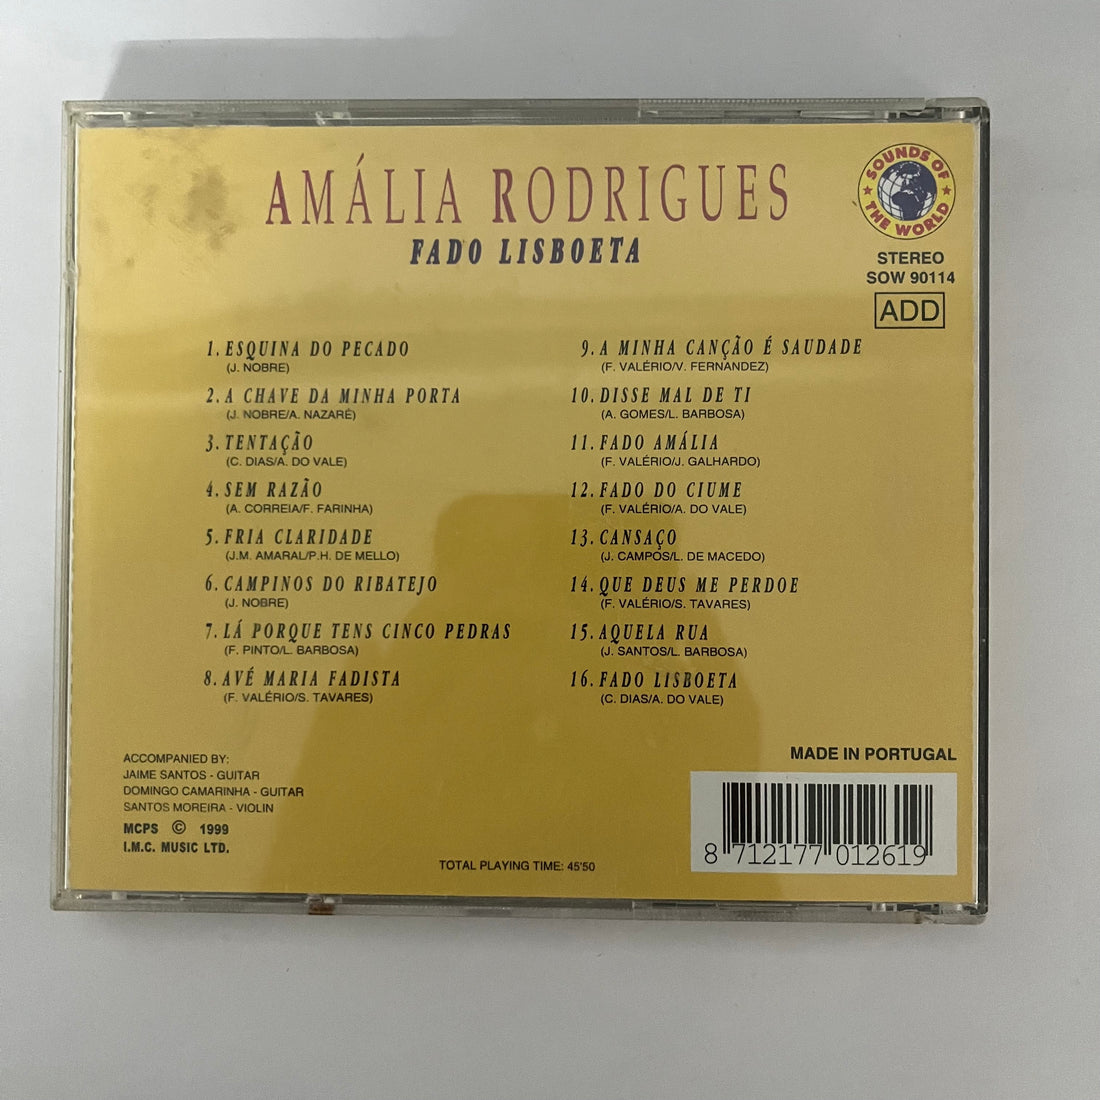 AMÁLIA RODRIGUES
FADO LISBOETA
SOUNDS OF
THE WORLD
STEREO
SOW 90114
ADD
1. ESQUINA DO PECADO
(J. NOBRE)
2. A CHAVE DA MINHA PORTA
(J. NOBRE/A. NAZARÉ)
3. TENTAÇÃO
(C. DIAS/A. DO VALE)
4. SEM RAZÃO
(A. CORREIA/F. FARINHA)
5. FRIA CLARIDADE
(J.M. AMARAL/P.H. DE MELLO)
6. CAMPINOS DO RIBATEJO
(J. NOBRE)
7. LÁ PORQUE TENS CINCO PEDRAS
(F. PINTO/L. BARBOSA)
8. AVÉ MARIA FADISTA
(F. VALÉRIO/S. TAVARES)
9. A MINHA CANÇÃO É SAUDADE
(F. VALÉRIO/V. FERNANDEZ)
10. DISSE MAL DE TI
(A. GOMES/L. BARBOSA)
11. FADO AMÁLIA
(F. VALÉRIO/J. GALHARDO)
12. FADO DO CIUME
(F. VALÉRIO/A. DO VALE)
13. CANSAÇO
(J. CAMPOS/L. DE MACEDO)
14. QUE DEUS ME PERDOE
(F. VALÉRIO/S. TAVARES)
15. AQUELA RUA
(J. SANTOS/L. BARBOSA)
16. FADO LISBOETA
(C. DIAS/A. DO VALE)
ACCOMPANIED BY:
JAIME SANTOS - GUITAR
DOMINGO CAMARINHA - GUITAR
SANTOS MOREIRA - VIOLIN
MCPS © 1999
I.M.C. MUSIC LTD.
TOTAL PLAYING TIME: 45'50
MADE IN PORTUGAL
8 712177 012619